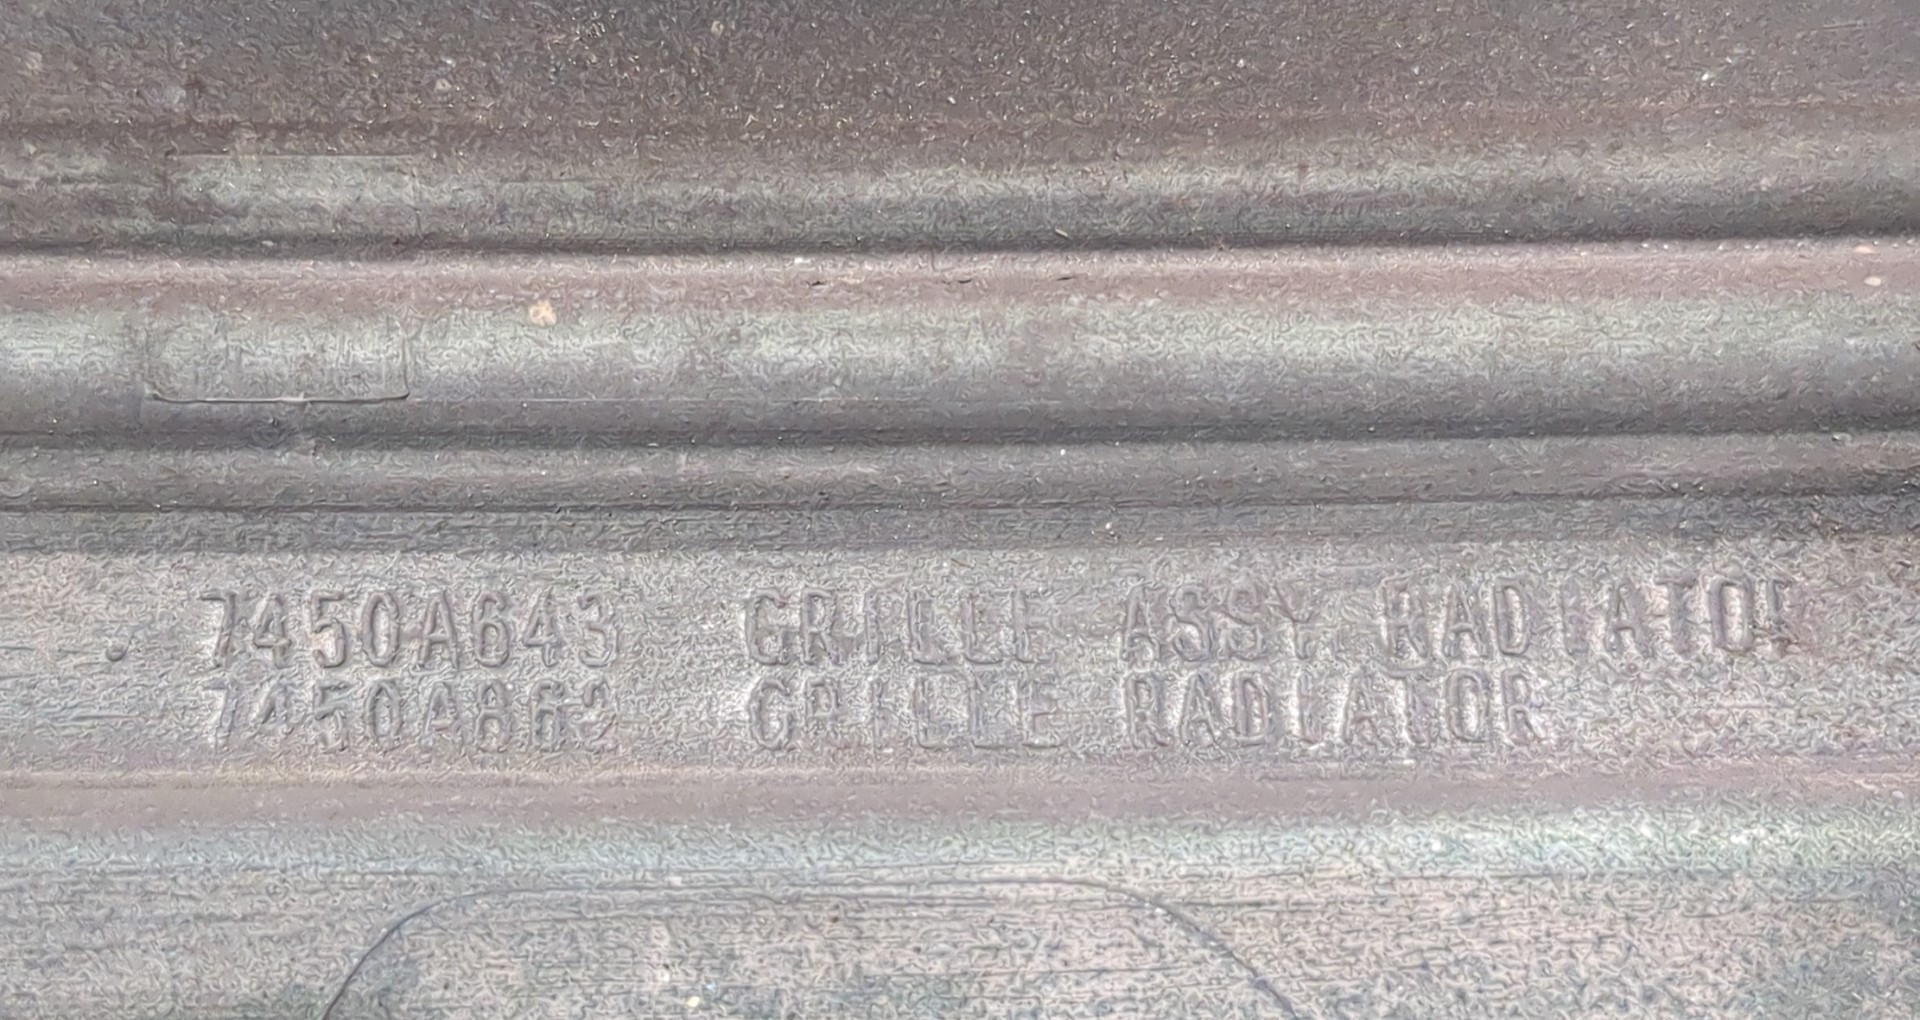 7450A643 GRILLE ASSY, RADIATOR
7450A862 GRILLE RADIATOR